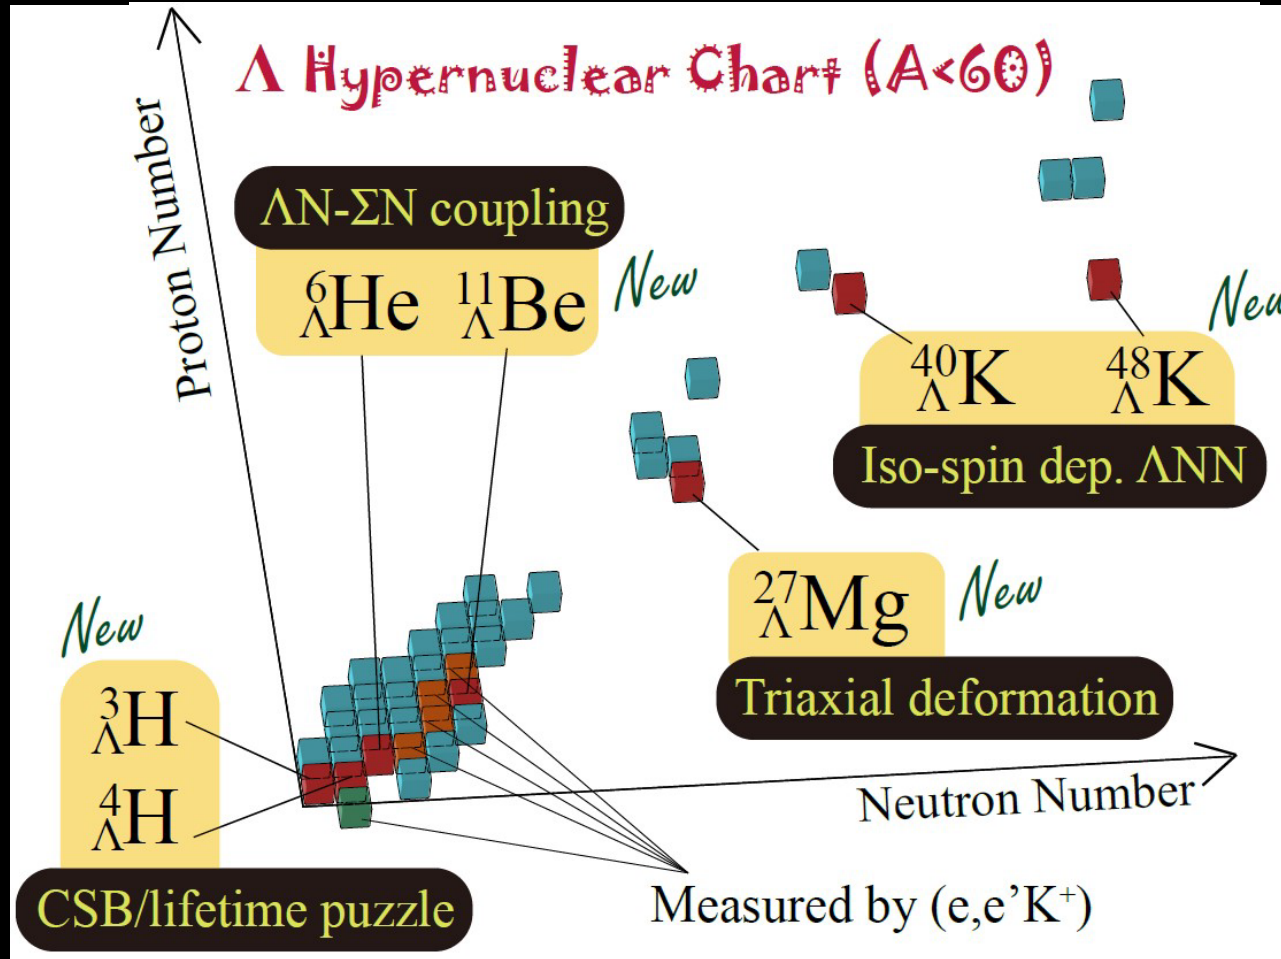 Λ Hypernuclear Chart (A<60)
Proton Number
ΛN-ΣN coupling
⁶ΛHe ¹¹ΛBe
New
New
⁴⁰ΛK ⁴⁸ΛK
Iso-spin dep. ΛNN
²⁷ΛMg
New
Triaxial deformation
New
³ΛH
⁴ΛH
CSB/lifetime puzzle
Neutron Number
Measured by (e,e’K⁺)